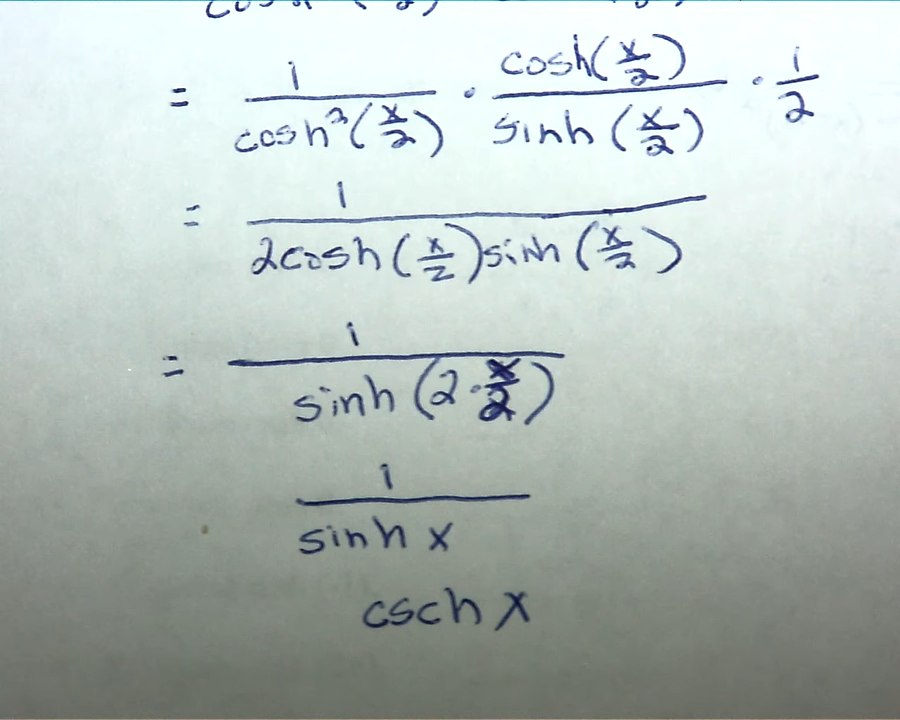 = 1/cosh²(x/2) · cosh(x/2)/sinh(x/2) · 1/2
= 1/2cosh(x/2)sinh(x/2)
= 1/sinh(2·x/2)
1/sinh x
csch x